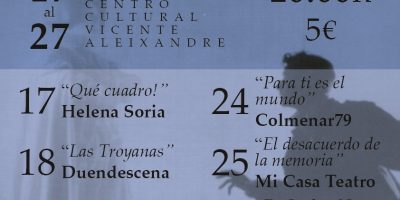 al
27
CENTRO
CULTURAL
VICENTE
ALEIXANDRE
5€
17
“Qué cuadro!”
Helena Soria
18
“Las Troyanas”
Duendescena
24
“Para ti es el
mundo”
Colmenar79
25
“El desacuerdo de
la memoria”
Mi Casa Teatro